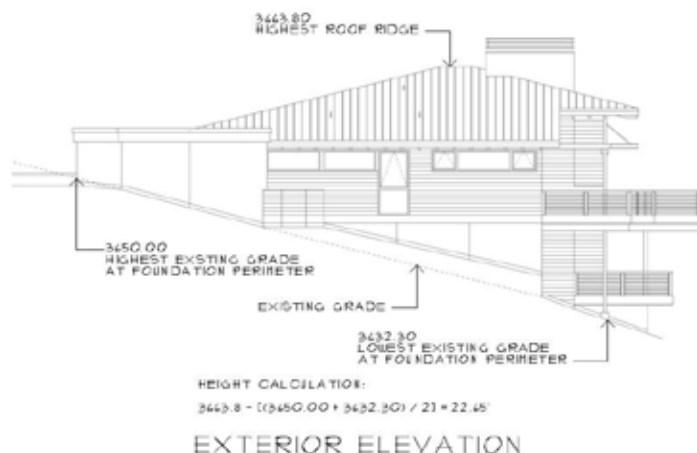 3663.80
HIGHEST ROOF RIDGE
3650.00
HIGHEST EXSTING GRADE
AT FOUNDATION PERIMETER
EXISTING GRADE
3632.30
LOWEST EXISTING GRADE
AT FOUNDATION PERIMETER
HEIGHT CALCULATION:
3663.8 - [(3650.00 + 3632.30) / 2] = 22.65'
EXTERIOR ELEVATION